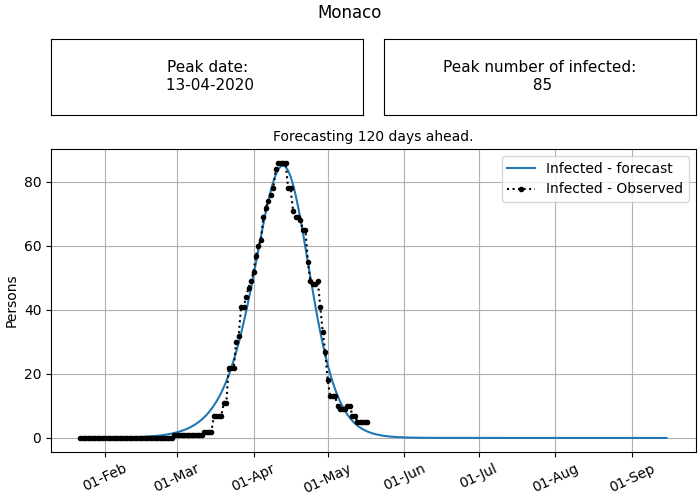 Monaco
Peak date:
13-04-2020
Peak number of infected:
85
Forecasting 120 days ahead.
Infected - forecast
Infected - Observed
Persons
80
60
40
20
0
01-Feb
01-Mar
01-Apr
01-May
01-Jun
01-Jul
01-Aug
01-Sep